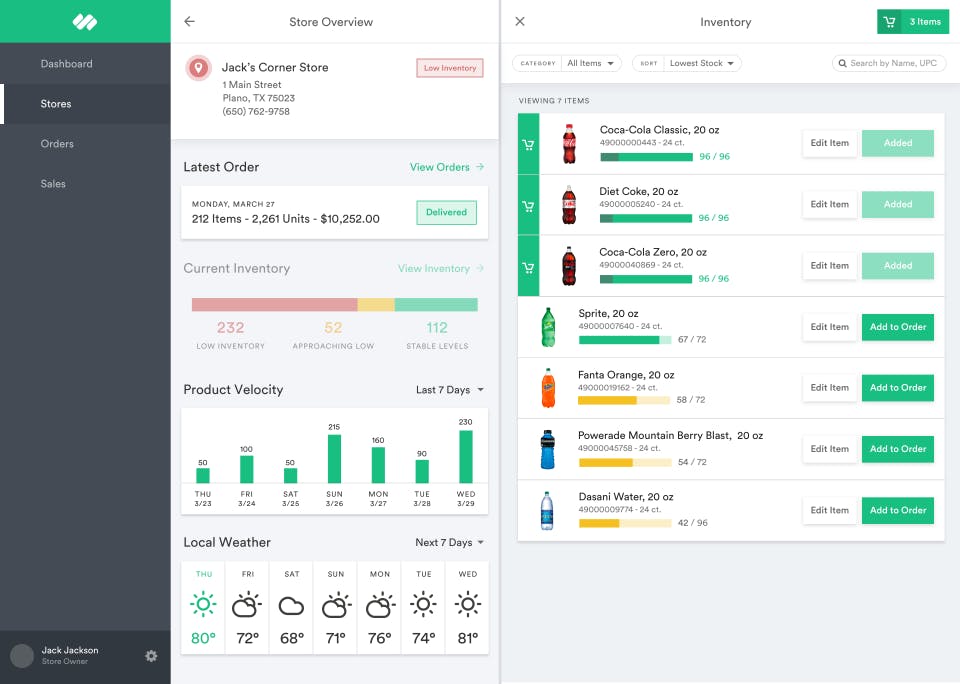 Dashboard
Stores
Orders
Sales
Jack Jackson
Store Owner
Store Overview
Jack's Corner Store
1 Main Street
Plano, TX 75023
(650) 762-9758
Low Inventory
Latest Order
View Orders
MONDAY, MARCH 27
212 Items - 2,261 Units - $10,252.00
Delivered
Current Inventory
View Inventory
232 52 112
LOW INVENTORY APPROACHING LOW STABLE LEVELS
Product Velocity
Last 7 Days
50 100 50 215 160 90 230
THU FRI SAT SUN MON TUE WED
3/23 3/24 3/25 3/26 3/27 3/28 3/29
Local Weather
Next 7 Days
THU FRI SAT SUN MON TUE WED
80° 72° 68° 71° 76° 74° 81°
Inventory
3 Items
CATEGORY All Items
SORT Lowest Stock
Search by Name, UPC
VIEWING 7 ITEMS
Coca-Cola Classic, 20 oz
49000000443 - 24 ct.
96 / 96
Edit Item
Added
Diet Coke, 20 oz
49000005240 - 24 ct.
96 / 96
Edit Item
Added
Coca-Cola Zero, 20 oz
49000040869 - 24 ct.
96 / 96
Edit Item
Added
Sprite, 20 oz
49000007640 - 24 ct.
67 / 72
Edit Item
Add to Order
Fanta Orange, 20 oz
49000019162 - 24 ct.
58 / 72
Edit Item
Add to Order
Powerade Mountain Berry Blast, 20 oz
49000045758 - 24 ct.
54 / 72
Edit Item
Add to Order
Dasani Water, 20 oz
49000009774 - 24 ct.
42 / 96
Edit Item
Add to Order